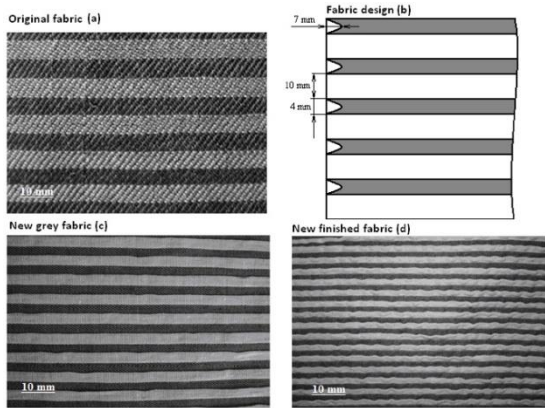 Original fabric (a)
10 mm
Fabric design (b)
7 mm
10 mm
4 mm
New grey fabric (c)
10 mm
New finished fabric (d)
10 mm